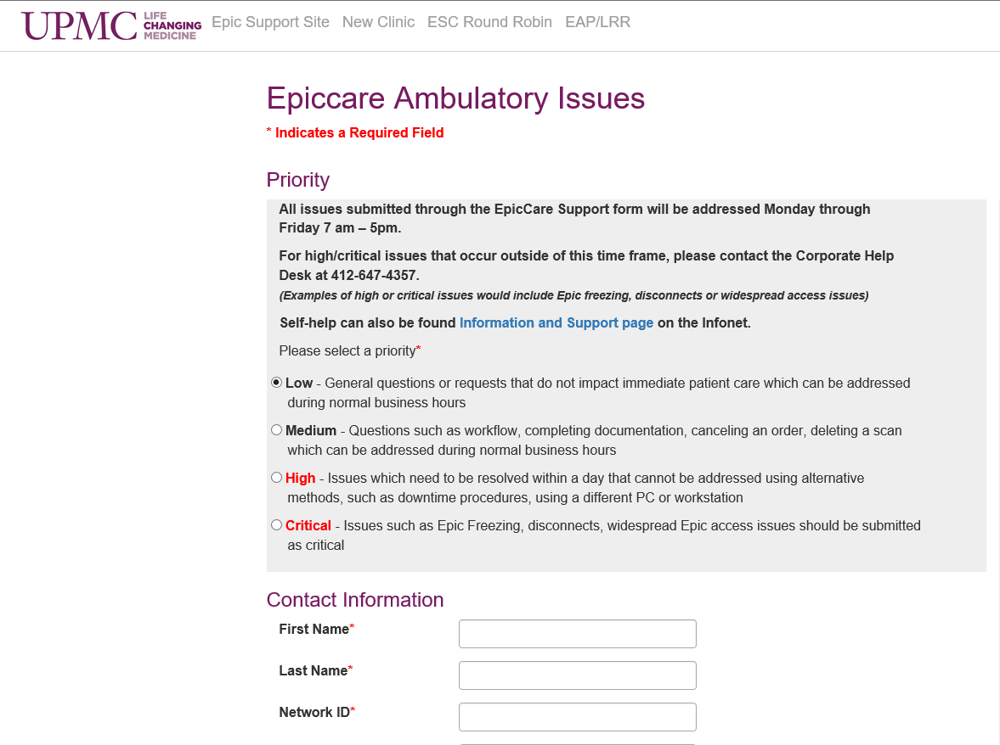 UPMC LIFE CHANGING MEDICINE
Epic Support Site New Clinic ESC Round Robin EAP/LRR
Epiccare Ambulatory Issues
* Indicates a Required Field
Priority
All issues submitted through the EpicCare Support form will be addressed Monday through
Friday 7 am – 5pm.
For high/critical issues that occur outside of this time frame, please contact the Corporate Help
Desk at 412-647-4357.
(Examples of high or critical issues would include Epic freezing, disconnects or widespread access issues)
Self-help can also be found Information and Support page on the Infonet.
Please select a priority*
Low - General questions or requests that do not impact immediate patient care which can be addressed
during normal business hours
Medium - Questions such as workflow, completing documentation, canceling an order, deleting a scan
which can be addressed during normal business hours
High - Issues which need to be resolved within a day that cannot be addressed using alternative
methods, such as downtime procedures, using a different PC or workstation
Critical - Issues such as Epic Freezing, disconnects, widespread Epic access issues should be submitted
as critical
Contact Information
First Name*
Last Name*
Network ID*